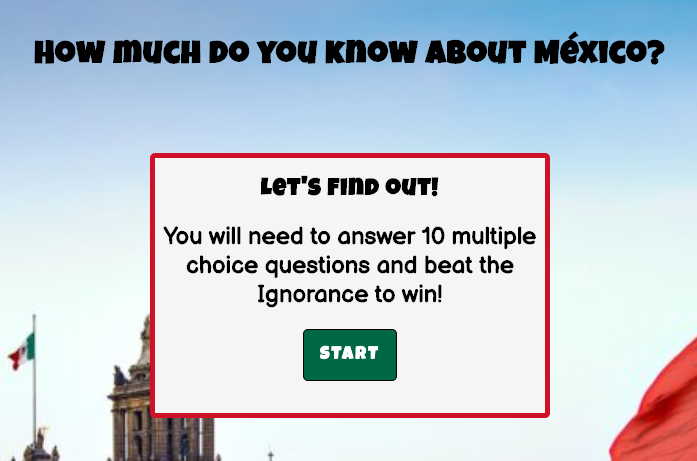 How much do you know about México?
Let's find out!
You will need to answer 10 multiple
choice questions and beat the
Ignorance to win!
START